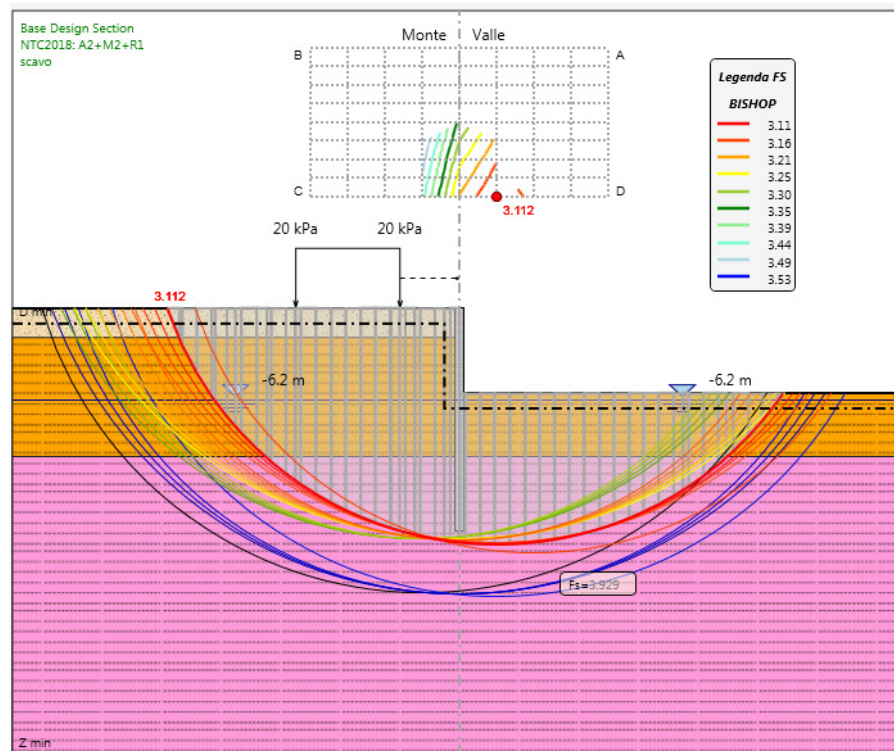 Base Design Section
NTC2018: A2+M2+R1
scavo
Monte Valle
B A
C D
3.112
Legenda FS
BISHOP
3.11
3.16
3.21
3.25
3.30
3.35
3.39
3.44
3.49
3.53
20 kPa 20 kPa
3.112
D min
-6.2 m -6.2 m
Fs=3.929
Z min